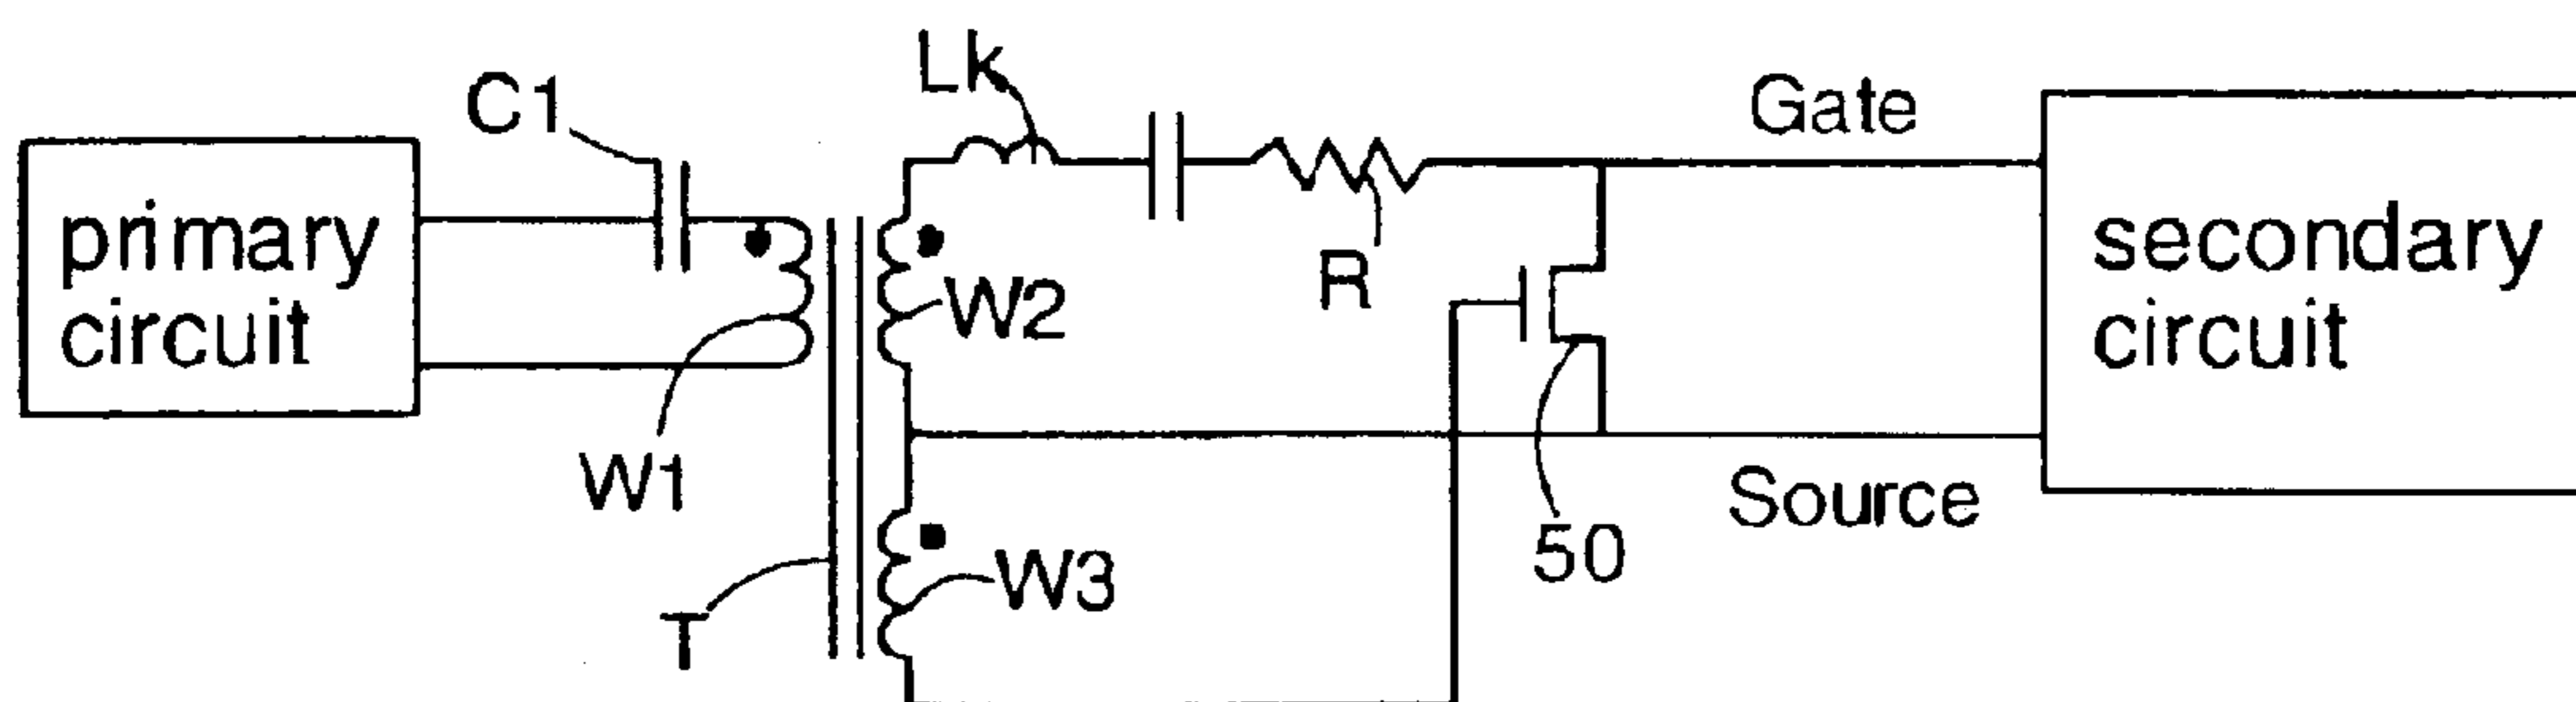 Lk
C1
Gate
primary
circuit
R
W2
secondary
circuit
W1
Source
50
W3
T